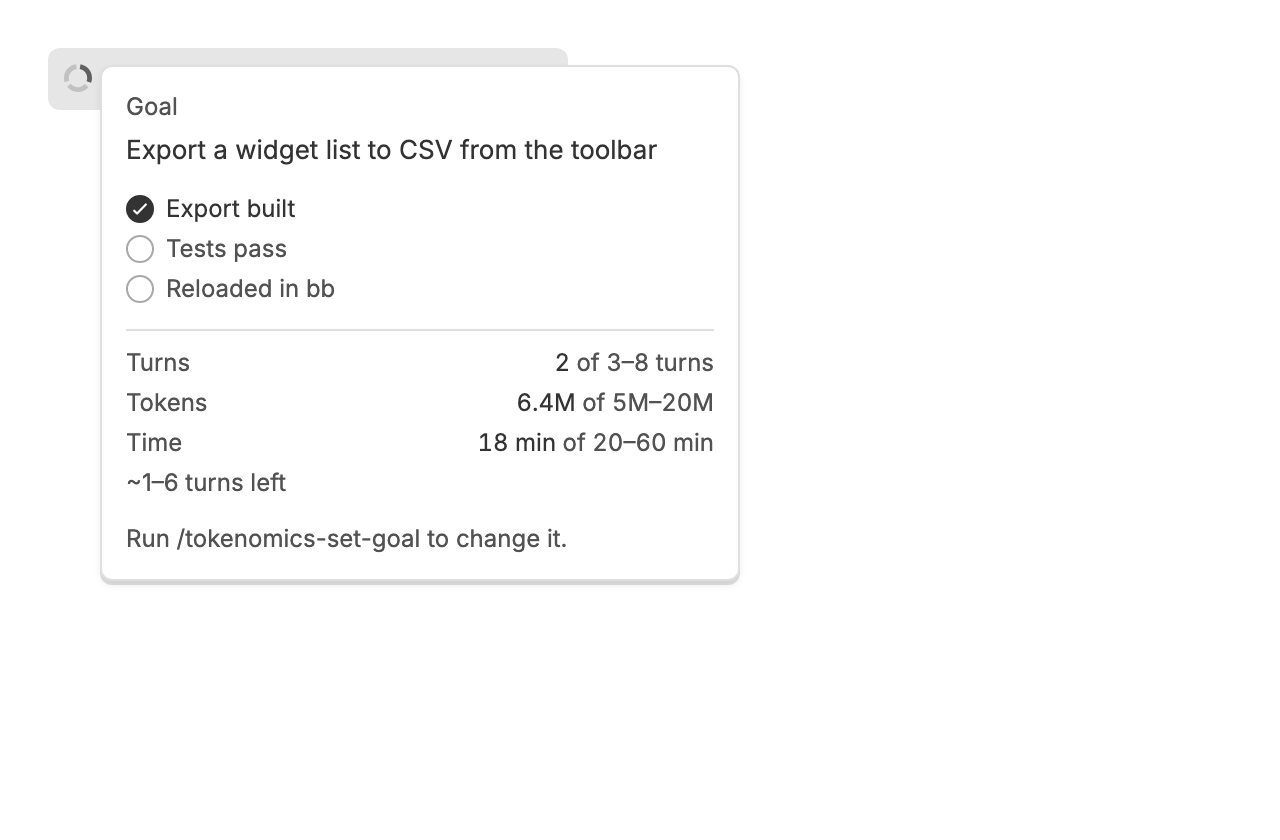 Goal
Export a widget list to CSV from the toolbar
Export built
Tests pass
Reloaded in bb
Turns 2 of 3–8 turns
Tokens 6.4M of 5M–20M
Time 18 min of 20–60 min
~1–6 turns left
Run /tokenomics-set-goal to change it.